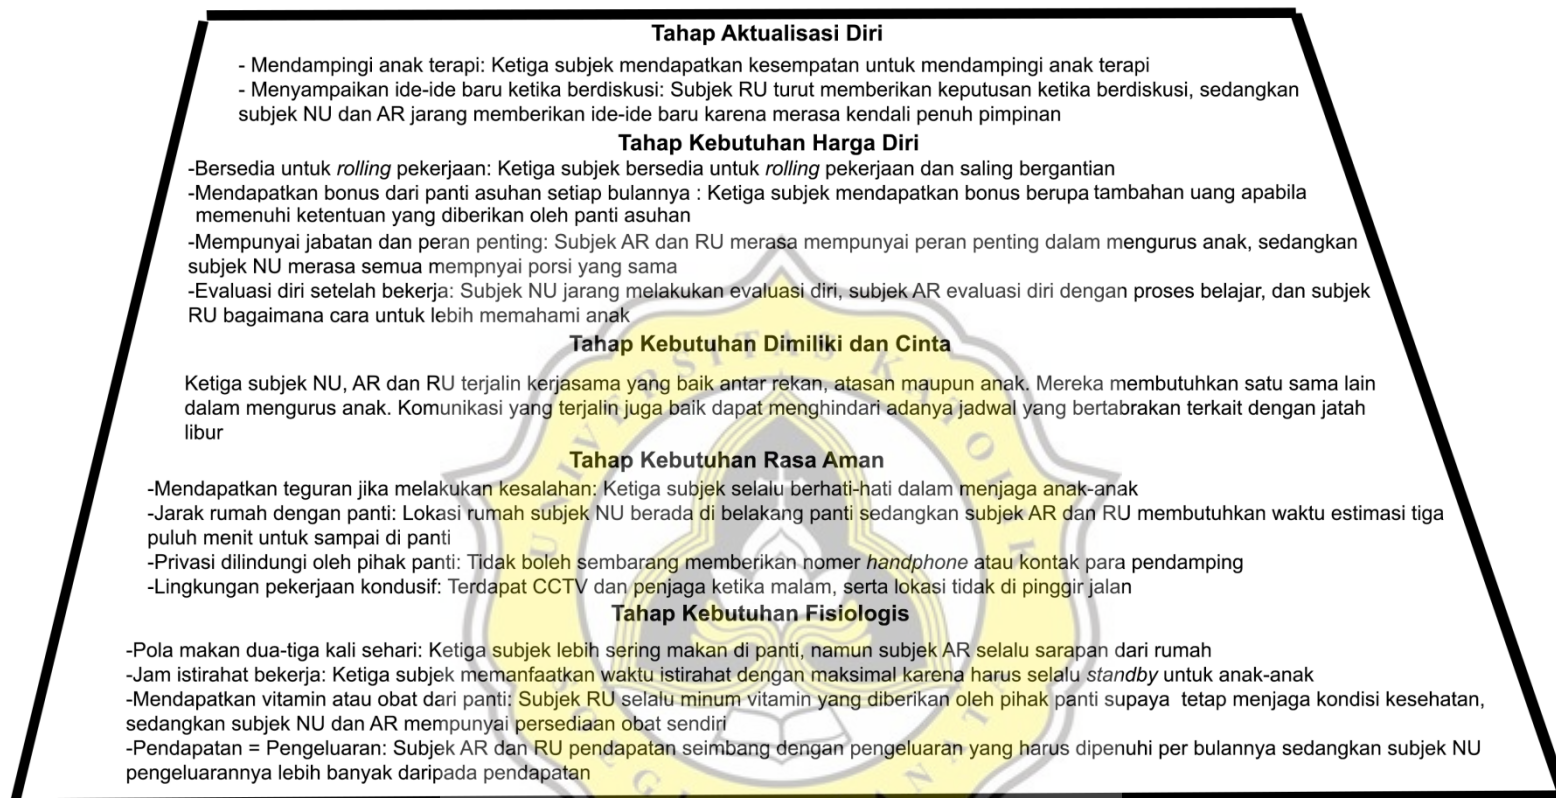 Tahap Aktualisasi Diri
- Mendampingi anak terapi: Ketiga subjek mendapatkan kesempatan untuk mendampingi anak terapi
- Menyampaikan ide-ide baru ketika berdiskusi: Subjek RU turut memberikan keputusan ketika berdiskusi, sedangkan
subjek NU dan AR jarang memberikan ide-ide baru karena merasa kendali penuh pimpinan
Tahap Kebutuhan Harga Diri
-Bersedia untuk rolling pekerjaan: Ketiga subjek bersedia untuk rolling pekerjaan dan saling bergantian
-Mendapatkan bonus dari panti asuhan setiap bulannya : Ketiga subjek mendapatkan bonus berupa tambahan uang apabila
memenuhi ketentuan yang diberikan oleh panti asuhan
-Mempunyai jabatan dan peran penting: Subjek AR dan RU merasa mempunyai peran penting dalam mengurus anak, sedangkan
subjek NU merasa semua mempnyai porsi yang sama
-Evaluasi diri setelah bekerja: Subjek NU jarang melakukan evaluasi diri, subjek AR evaluasi diri dengan proses belajar, dan subjek
RU bagaimana cara untuk lebih memahami anak
Tahap Kebutuhan Dimiliki dan Cinta
Ketiga subjek NU, AR dan RU terjalin kerjasama yang baik antar rekan, atasan maupun anak. Mereka membutuhkan satu sama lain
dalam mengurus anak. Komunikasi yang terjalin juga baik dapat menghindari adanya jadwal yang bertabrakan terkait dengan jatah
libur
Tahap Kebutuhan Rasa Aman
-Mendapatkan teguran jika melakukan kesalahan: Ketiga subjek selalu berhati-hati dalam menjaga anak-anak
-Jarak rumah dengan panti: Lokasi rumah subjek NU berada di belakang panti sedangkan subjek AR dan RU membutuhkan waktu estimasi tiga
puluh menit untuk sampai di panti
-Privasi dilindungi oleh pihak panti: Tidak boleh sembarang memberikan nomer handphone atau kontak para pendamping
-Lingkungan pekerjaan kondusif: Terdapat CCTV dan penjaga ketika malam, serta lokasi tidak di pinggir jalan
Tahap Kebutuhan Fisiologis
-Pola makan dua-tiga kali sehari: Ketiga subjek lebih sering makan di panti, namun subjek AR selalu sarapan dari rumah
-Jam istirahat bekerja: Ketiga subjek memanfaatkan waktu istirahat dengan maksimal karena harus selalu standby untuk anak-anak
-Mendapatkan vitamin atau obat dari panti: Subjek RU selalu minum vitamin yang diberikan oleh pihak panti supaya tetap menjaga kondisi kesehatan,
sedangkan subjek NU dan AR mempunyai persediaan obat sendiri
-Pendapatan = Pengeluaran: Subjek AR dan RU pendapatan seimbang dengan pengeluaran yang harus dipenuhi per bulannya sedangkan subjek NU
pengeluarannya lebih banyak daripada pendapatan
UNIVERSITAS KATOLIK